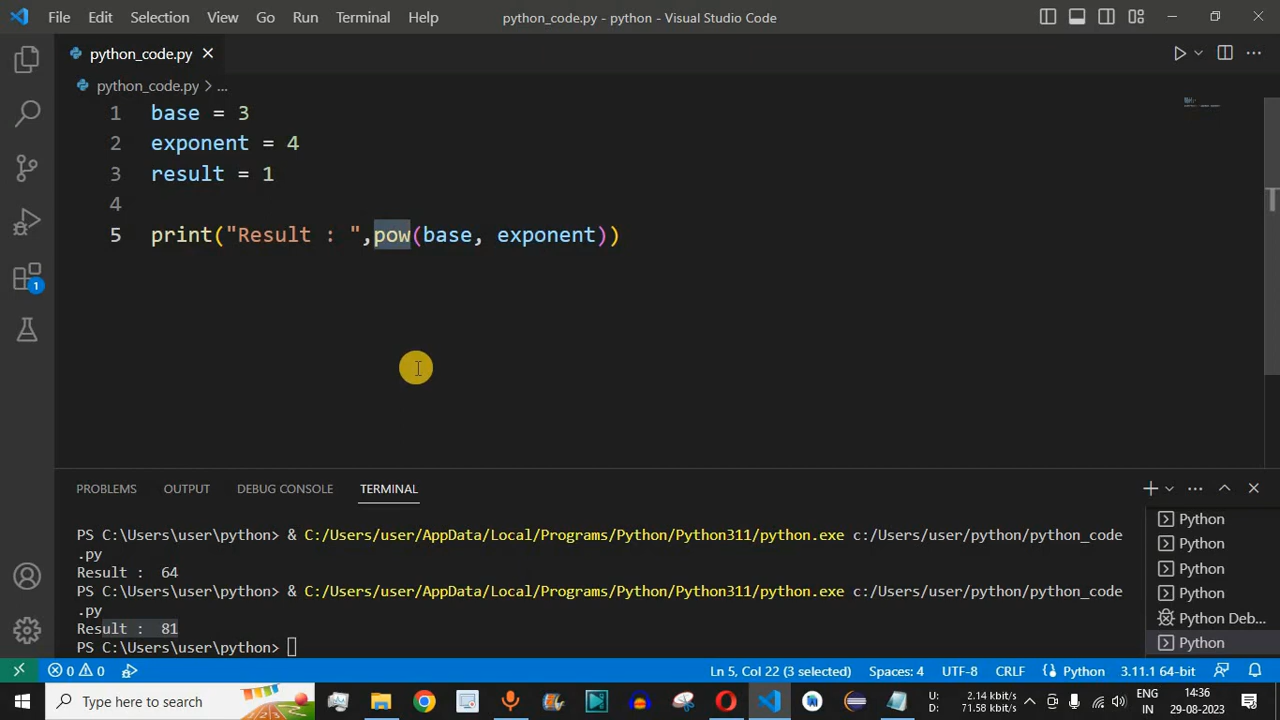 File Edit Selection View Go Run Terminal Help python_code.py - python - Visual Studio Code
python_code.py
python_code.py > ...
1 base = 3
2 exponent = 4
3 result = 1
4
5 print("Result : ",pow(base, exponent))
PROBLEMS OUTPUT DEBUG CONSOLE TERMINAL
PS C:\Users\user\python> & C:/Users/user/AppData/Local/Programs/Python/Python311/python.exe c:/Users/user/python/python_code
.py
Result :  64
PS C:\Users\user\python> & C:/Users/user/AppData/Local/Programs/Python/Python311/python.exe c:/Users/user/python/python_code
.py
Result :  81
PS C:\Users\user\python>
Python
Python
Python
Python
Python Deb...
Python
1
0 0 Ln 5, Col 22 (3 selected) Spaces: 4 UTF-8 CRLF Python 3.11.1 64-bit
Type here to search
U: 2.14 kbit/s
D: 71.58 kbit/s
ENG
IN
14:36
29-08-2023